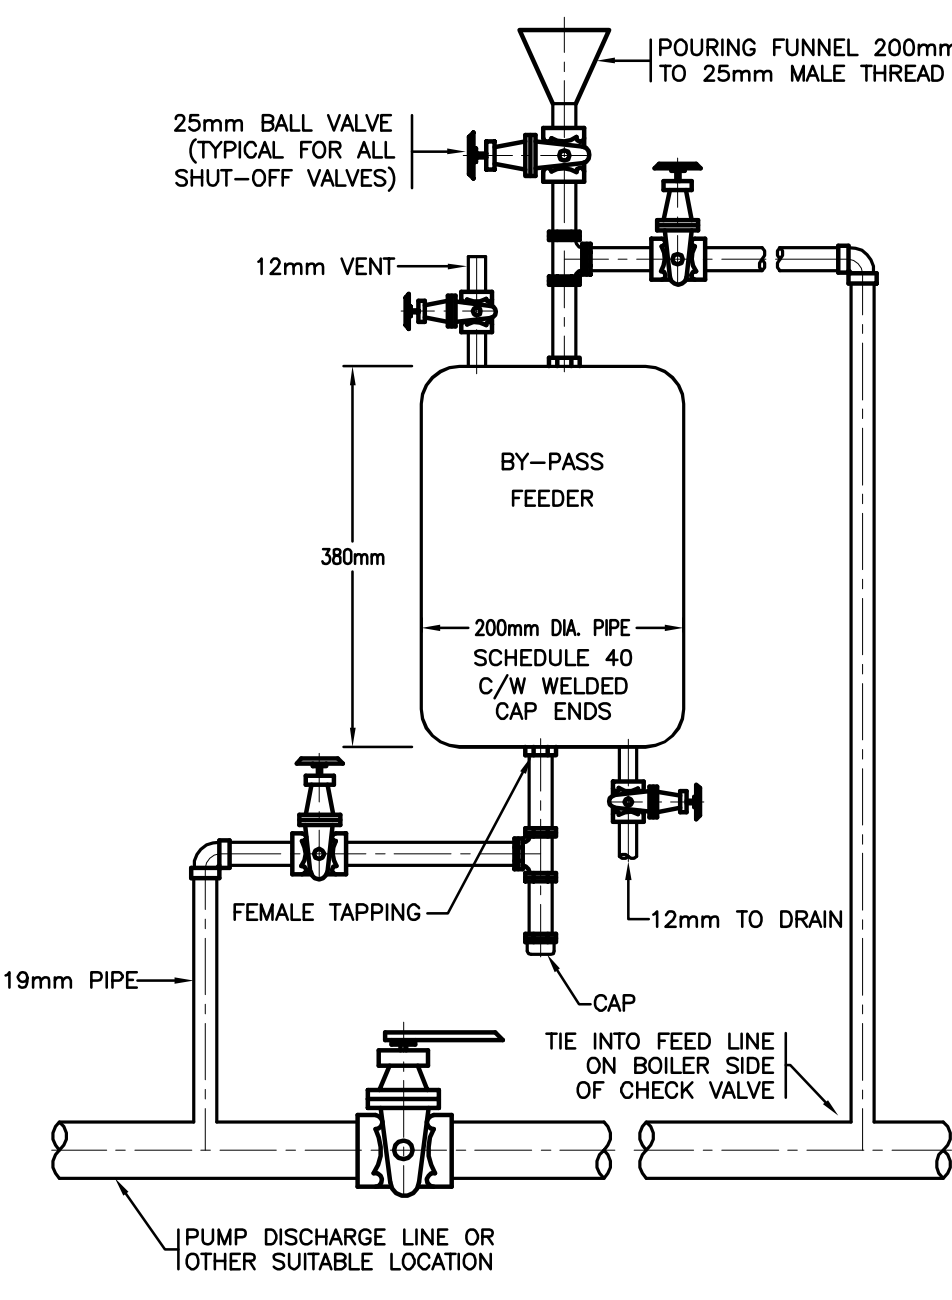 POURING FUNNEL 200mm
TO 25mm MALE THREAD
25mm BALL VALVE
(TYPICAL FOR ALL
SHUT-OFF VALVES)
12mm VENT
BY-PASS
FEEDER
380mm
200mm DIA. PIPE
SCHEDULE 40
C/W WELDED
CAP ENDS
FEMALE TAPPING
12mm TO DRAIN
19mm PIPE
CAP
TIE INTO FEED LINE
ON BOILER SIDE
OF CHECK VALVE
PUMP DISCHARGE LINE OR
OTHER SUITABLE LOCATION